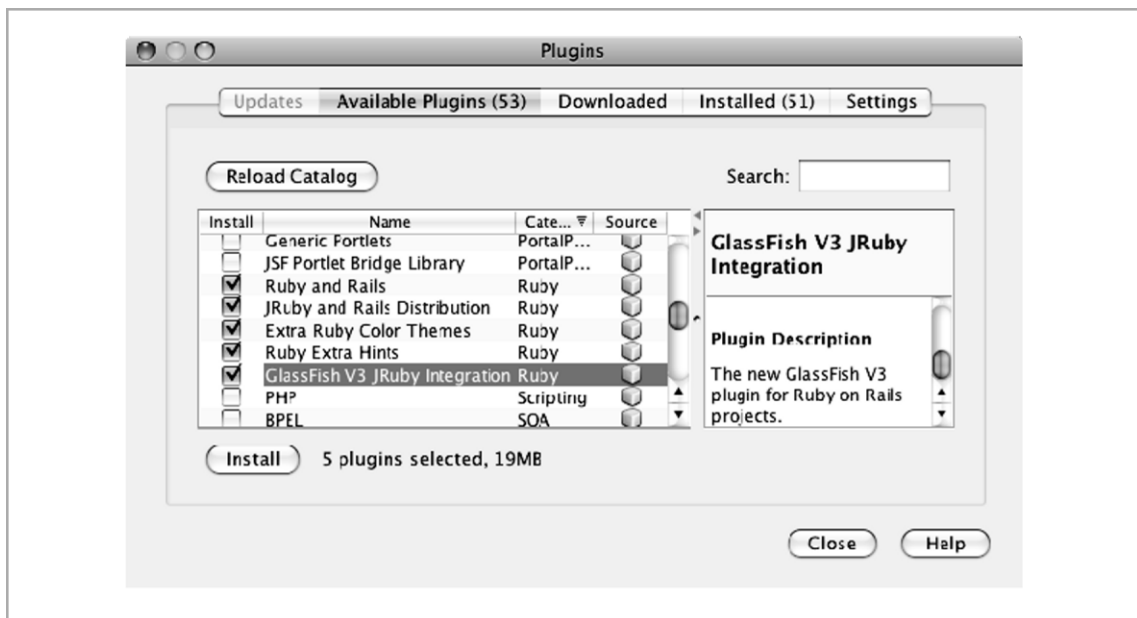 Plugins
Updates Available Plugins (53) Downloaded Installed (51) Settings
Reload Catalog Search:
Install Name Cate... Source
Generic Portlets PortalP...
JSF Portlet Bridge Library PortalP...
Ruby and Rails Ruby
JRuby and Rails Distribution Ruby
Extra Ruby Color Themes Ruby
Ruby Extra Hints Ruby
GlassFish V3 JRuby Integration Ruby
PHP Scripting
BPEL SOA
GlassFish V3 JRuby
Integration
Plugin Description
The new GlassFish V3
plugin for Ruby on Rails
projects.
Install 5 plugins selected, 19MB
Close Help